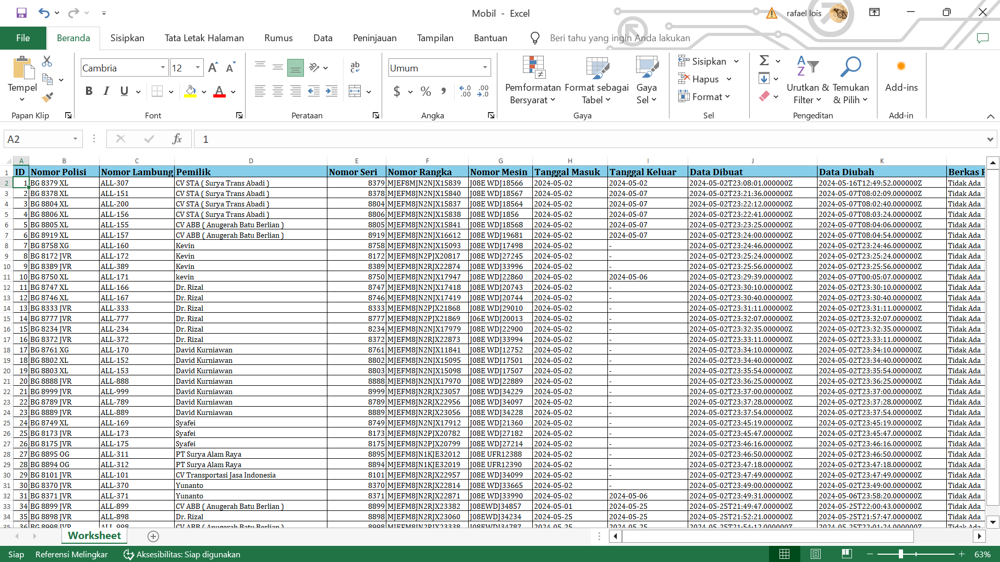 Mobil - Excel
rafael lois
File Beranda Sisipkan Tata Letak Halaman Rumus Data Peninjauan Tampilan Bantuan Beri tahu yang ingin Anda lakukan
Tempel
Cambria 12
B I U
ab
Umum
$ % ,
Pemformatan Bersyarat
Format sebagai Tabel
Gaya Sel
Sisipkan
Hapus
Format
Urutkan & Filter
Temukan & Pilih
Add-ins
Papan Klip Font Perataan Angka Gaya Sel Pengeditan Add-in
A2 fx 1
A B C D E F G H I J K
1 ID Nomor Polisi Nomor Lambung Pemilik Nomor Seri Nomor Rangka Nomor Mesin Tanggal Masuk Tanggal Keluar Data Dibuat Data Diubah Berkas
2 1 BG 8379 XL ALL-307 CV STA ( Surya Trans Abadi ) 8379 MJEF8MJN2NJX15839 J08E WDJ18566 2024-05-02 2024-05-02 2024-05-02T23:08:01.000000Z 2024-05-16T12:49:52.000000Z Tidak Ada
3 2 BG 8378 XL ALL-151 CV STA ( Surya Trans Abadi ) 8378 MJEFM8JN2NJX15840 J08E WDJ18567 2024-05-02 2024-05-07 2024-05-02T23:21:36.000000Z 2024-05-07T08:02:09.000000Z Tidak Ada
4 3 BG 8804 XL ALL-200 CV STA ( Surya Trans Abadi ) 8804 MJEFM8JN2NJX15837 J08E WDJ18564 2024-05-02 2024-05-07 2024-05-02T23:22:12.000000Z 2024-05-07T08:02:40.000000Z Tidak Ada
5 4 BG 8806 XL ALL-156 CV STA ( Surya Trans Abadi ) 8806 MJEFM8JN2NJX15838 J08E WDJ1856 2024-05-02 2024-05-07 2024-05-02T23:22:41.000000Z 2024-05-07T08:03:24.000000Z Tidak Ada
6 5 BG 8805 XL ALL-155 CV ABB ( Anugerah Batu Berlian ) 8805 MJEFM8JN2NJX15841 J08E WDJ18568 2024-05-02 2024-05-07 2024-05-02T23:23:25.000000Z 2024-05-07T08:04:06.000000Z Tidak Ada
7 6 BG 8919 XL ALL-157 CV ABB ( Anugerah Batu Berlian ) 8919 MJEFM8JN2NJX16612 J08E WDJ19681 2024-05-02 2024-05-07 2024-05-02T23:24:00.000000Z 2024-05-07T08:04:54.000000Z Tidak Ada
8 7 BG 8758 XG ALL-160 Kevin 8758 MJEFM8JN2NJX15093 J08E WDJ17498 2024-05-02 - 2024-05-02T23:24:46.000000Z 2024-05-02T23:24:46.000000Z Tidak Ada
9 8 BG 8172 JVR ALL-172 Kevin 8172 MJEFM8JN2PJX20817 J08E WDJ27245 2024-05-02 - 2024-05-02T23:25:24.000000Z 2024-05-02T23:25:24.000000Z Tidak Ada
10 9 BG 8389 JVR ALL-389 Kevin 8389 MJEFM8JN2RJX22874 J08E WDJ33996 2024-05-02 - 2024-05-02T23:25:56.000000Z 2024-05-02T23:25:56.000000Z Tidak Ada
11 10 BG 8750 XL ALL-171 kevin 8750 MJEFM8JN2NJX17947 J08E WDJ22860 2024-05-02 2024-05-06 2024-05-02T23:29:39.000000Z 2024-05-07T00:05:07.000000Z Tidak Ada
12 11 BG 8747 XL ALL-166 Dr. Rizal 8747 MJEFM8JN2NJX17418 J08E WDJ20743 2024-05-02 - 2024-05-02T23:30:10.000000Z 2024-05-02T23:30:10.000000Z Tidak Ada
13 12 BG 8746 XL ALL-167 Dr. Rizal 8746 MJEFM8JN2NJX17419 J08E WDJ20744 2024-05-02 - 2024-05-02T23:30:40.000000Z 2024-05-02T23:30:40.000000Z Tidak Ada
14 13 BG 8333 JVR ALL-333 Dr. Rizal 8333 MJEFM8JN2PJX21868 J08E WDJ29010 2024-05-02 - 2024-05-02T23:31:11.000000Z 2024-05-02T23:31:11.000000Z Tidak Ada
15 14 BG 8777 JVR ALL-777 Dr. Rizal 8777 MJEFM8JN2PJX21869 J06E WDJ20013 2024-05-02 - 2024-05-02T23:32:07.000000Z 2024-05-02T23:32:07.000000Z Tidak Ada
16 15 BG 8234 JVR ALL-234 Dr. Rizal 8234 MJEFM8JN2NJX17979 J08E WDJ22900 2024-05-02 - 2024-05-02T23:32:35.000000Z 2024-05-02T23:32:35.000000Z Tidak Ada
17 16 BG 8372 JVR ALL-372 Dr. Rizal 8372 MJEFM8JN2RJX22873 J08E WDJ33994 2024-05-02 - 2024-05-02T23:33:11.000000Z 2024-05-02T23:33:11.000000Z Tidak Ada
18 17 BG 8761 XG ALL-170 David Kurniawan 8761 MJEFM8JN2NJX11841 J08E WDJ12752 2024-05-02 - 2024-05-02T23:34:10.000000Z 2024-05-02T23:34:10.000000Z Tidak Ada
19 18 BG 8802 XL ALL-152 David Kurniawan 8802 MJEFM8JN2NJX15095 J08E WDJ17501 2024-05-02 - 2024-05-02T23:34:40.000000Z 2024-05-02T23:34:40.000000Z Tidak Ada
20 19 BG 8803 XL ALL-153 David Kurniawan 8803 MJEFM8JN2NJX15098 J08E WDJ17507 2024-05-02 - 2024-05-02T23:35:54.000000Z 2024-05-02T23:35:54.000000Z Tidak Ada
21 20 BG 8888 JVR ALL-888 David Kurniawan 8888 MJEFM8JN2NJX17970 J08E WDJ22889 2024-05-02 - 2024-05-02T23:36:25.000000Z 2024-05-02T23:36:25.000000Z Tidak Ada
22 21 BG 8999 JVR ALL-999 David Kurniawan 8999 MJEFM8JN2RJX23057 J08E WDJ34229 2024-05-02 - 2024-05-02T23:37:00.000000Z 2024-05-02T23:37:00.000000Z Tidak Ada
23 22 BG 8789 JVR ALL-789 David Kurniawan 8789 MJEFM8JN2RJX22956 J08E WDJ34097 2024-05-02 - 2024-05-02T23:37:28.000000Z 2024-05-02T23:37:28.000000Z Tidak Ada
24 23 BG 8889 JVR ALL-889 David Kurniawan 8889 MJEFM8JN2RJX23056 J08E WDJ34228 2024-05-02 - 2024-05-02T23:37:54.000000Z 2024-05-02T23:37:54.000000Z Tidak Ada
25 24 BG 8749 XL ALL-169 Syafei 8749 MJEFM8JN2NJX17912 J08E WDJ21360 2024-05-02 - 2024-05-02T23:45:19.000000Z 2024-05-02T23:45:19.000000Z Tidak Ada
26 25 BG 8173 JVR ALL-173 Syafei 8173 MJEFM8JN2PJX20782 J08E WDJ27182 2024-05-02 - 2024-05-02T23:45:47.000000Z 2024-05-02T23:45:47.000000Z Tidak Ada
27 26 BG 8175 JVR ALL-175 Syafei 8175 MJEFM8JN2PJX20799 J08E WDJ27214 2024-05-02 - 2024-05-02T23:46:16.000000Z 2024-05-02T23:46:16.000000Z Tidak Ada
28 27 BG 8895 OG ALL-311 PT Surya Alam Raya 8895 MJEFM8JN1KJE32012 J08E UFR12388 2024-05-02 - 2024-05-02T23:46:50.000000Z 2024-05-02T23:46:50.000000Z Tidak Ada
29 28 BG 8894 OG ALL-312 PT Surya Alam Raya 8894 MJEFM8JN1KJE32019 J08E UFR12390 2024-05-02 - 2024-05-02T23:47:18.000000Z 2024-05-02T23:47:18.000000Z Tidak Ada
30 29 BG 8101 JVR ALL-101 CV Transportasi Jasa Indonesia 8101 MJEFM8JN2RJX22957 J08E WDJ34099 2024-05-02 - 2024-05-02T23:47:49.000000Z 2024-05-02T23:47:49.000000Z Tidak Ada
31 30 BG 8370 JVR ALL-370 Yunanto 8370 MJEFM8JN2RJX22814 J08E WDJ33665 2024-05-02 - 2024-05-02T23:49:00.000000Z 2024-05-02T23:49:00.000000Z Tidak Ada
32 31 BG 8371 JVR ALL-371 Yunanto 8371 MJEFM8JN2RJX22871 J08E WDJ33990 2024-05-02 2024-05-06 2024-05-02T23:49:31.000000Z 2024-05-06T23:58:20.000000Z Tidak Ada
33 34 BG 8899 JVR ALL-899 CV ABB ( Anugerah Batu Berlian ) 8899 MJEFM8JN2RJX23382 J08EWDJ34857 2024-05-01 2024-05-25 2024-05-25T21:49:47.000000Z 2024-05-25T22:00:43.000000Z Tidak Ada
34 35 BG 8898 JVR ALL-898 Dr. Rizal 8898 MJEFM8JN2RJX23060 J08EWDJ34234 2024-05-25 2024-05-25 2024-05-25T21:52:21.000000Z 2024-05-25T21:57:47.000000Z Tidak Ada
35 36 BG 8998 JVR ALL-998 CV ABB ( Anugerah Batu Berlian ) 8998 MJEFM8JN2RJX23338 J08EWDJ34787 2024-05-25 2024-05-25 2024-05-25T21:54:12.000000Z 2024-05-25T22:01:24.000000Z Tidak Ada
Worksheet
Siap Referensi Melingkar Aksesibilitas: Siap digunakan 63%